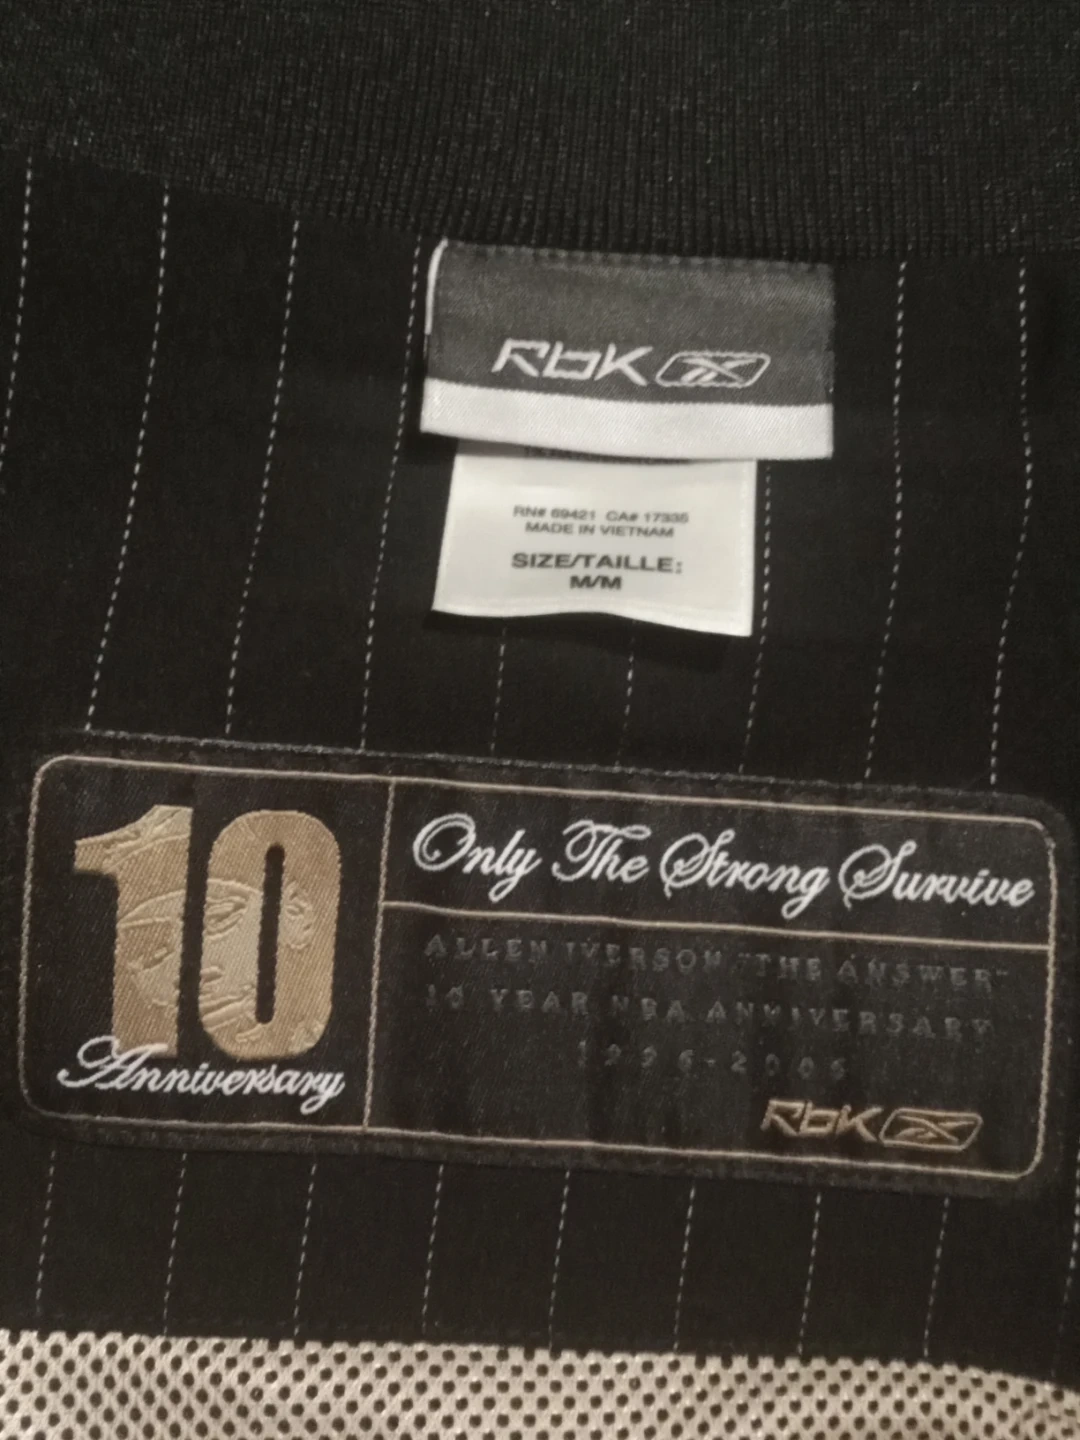 RbK
RN# 69421 CA# 17335
MADE IN VIETNAM
SIZE/TAILLE:
M/M
10
Anniversary
Only The Strong Survive
ALLEN IVERSON "THE ANSWER"
10 YEAR NBA ANNIVERSARY
1996-2006
RbK